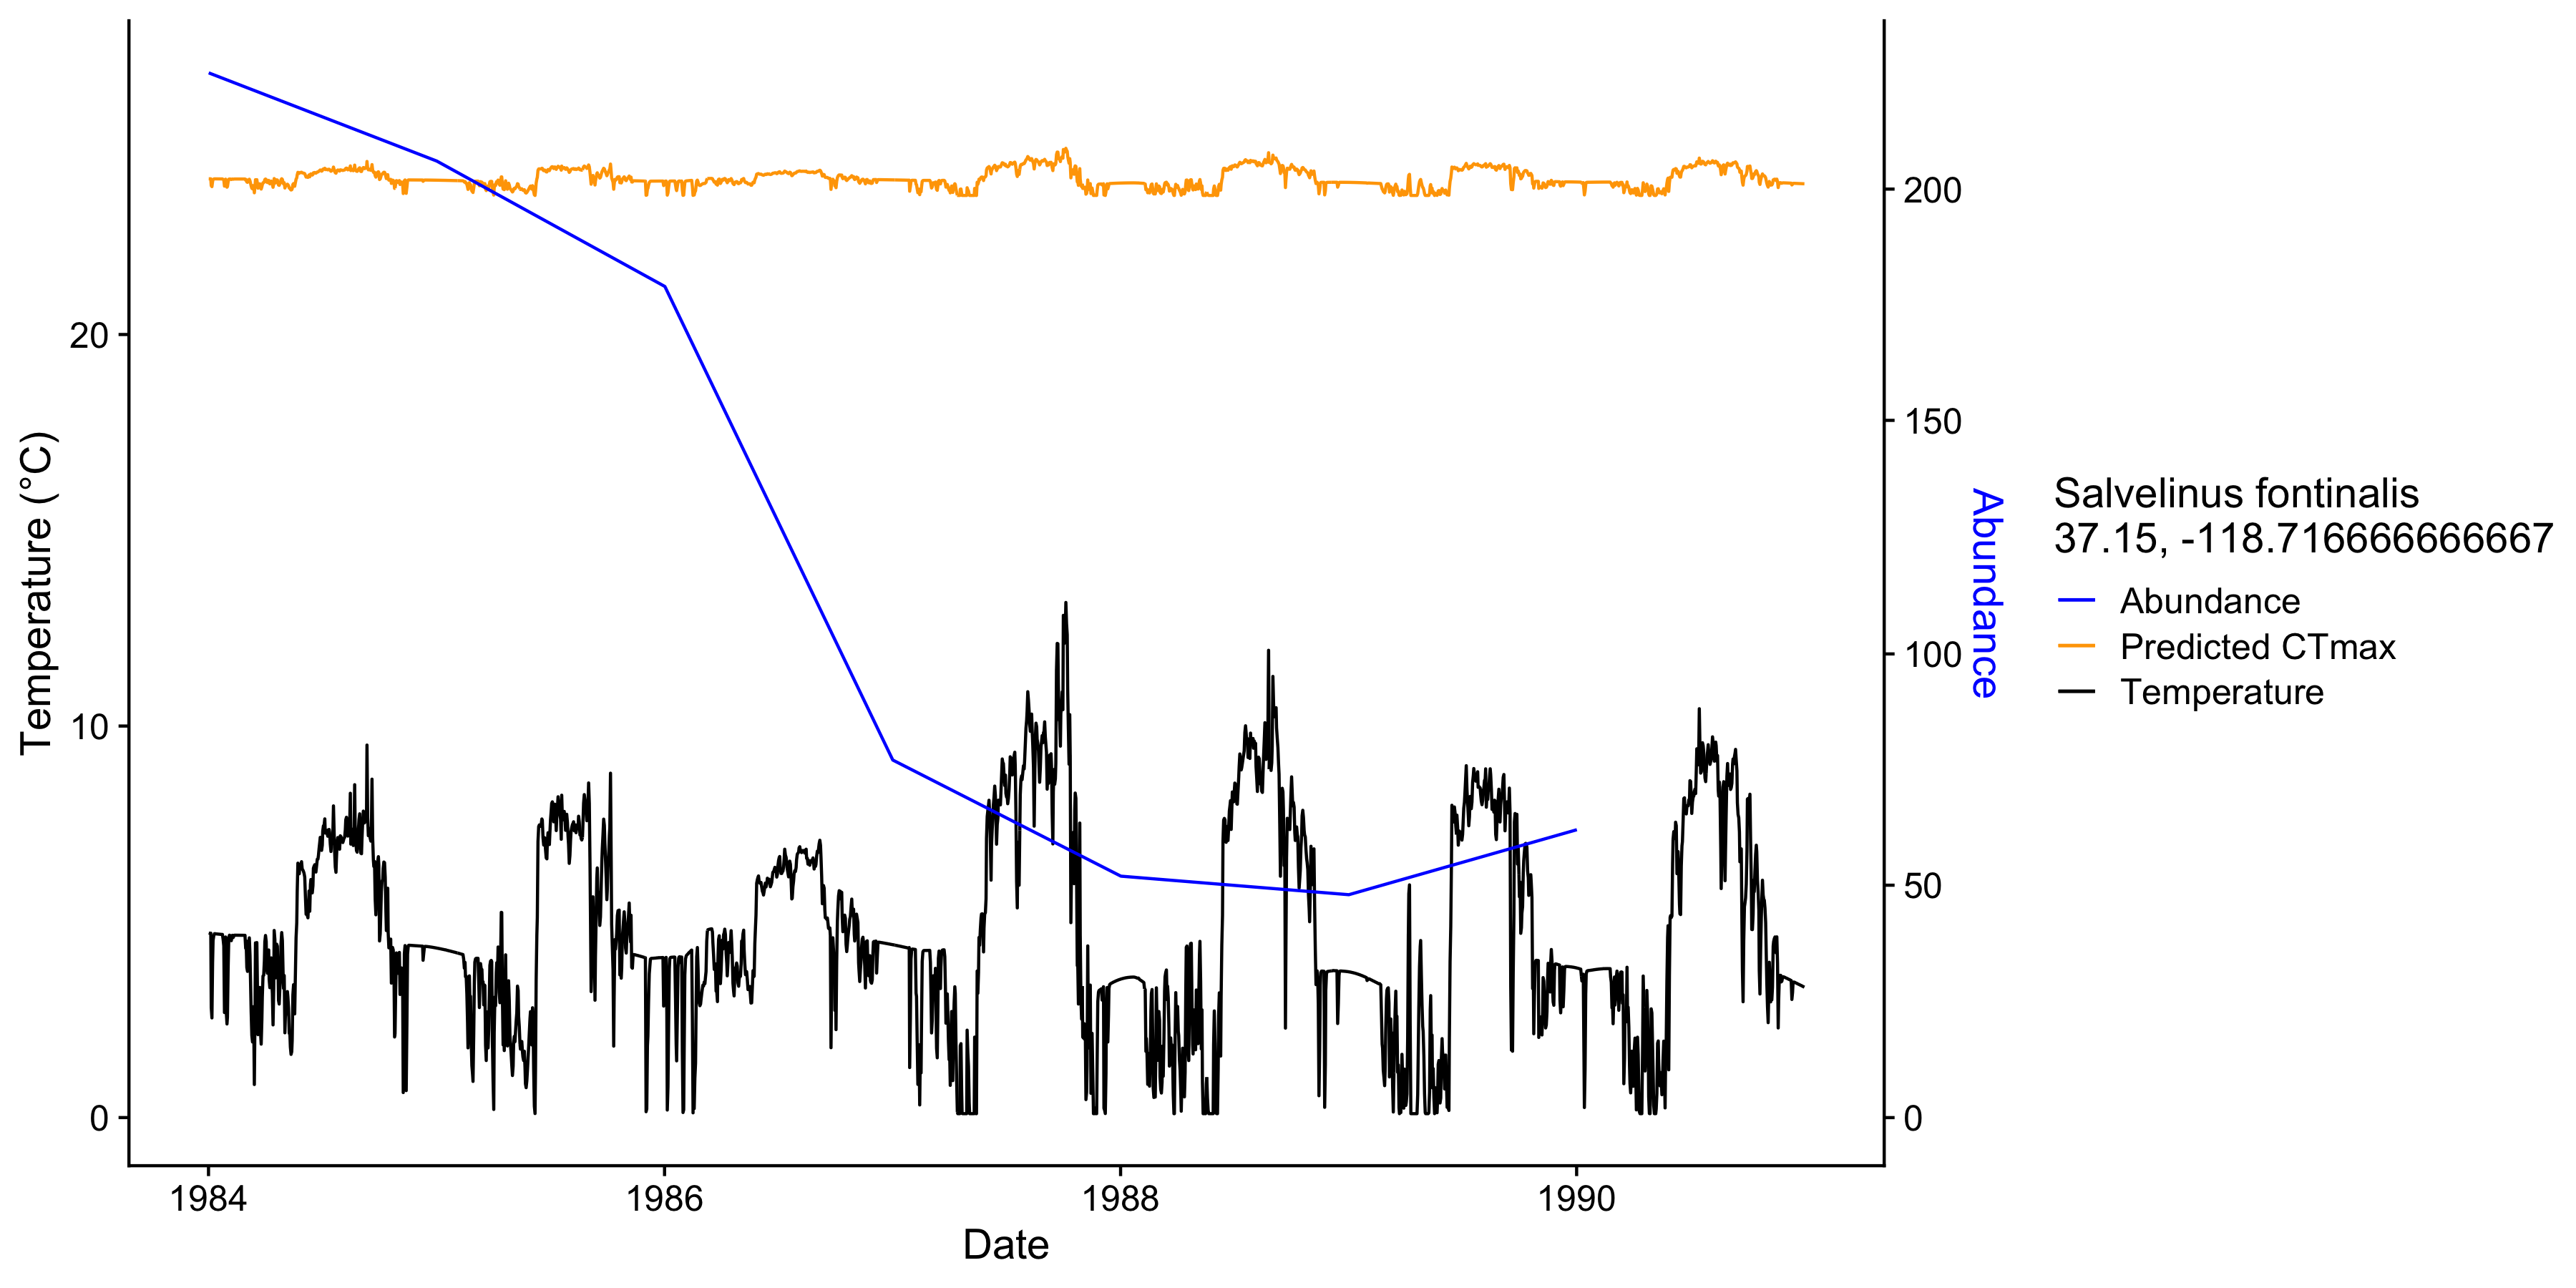 Temperature (°C)
20
10
0
1984
1986
1988
1990
Date
200
150
100
50
0
Abundance
Salvelinus fontinalis
37.15, -118.716666666667
Abundance
Predicted CTmax
Temperature